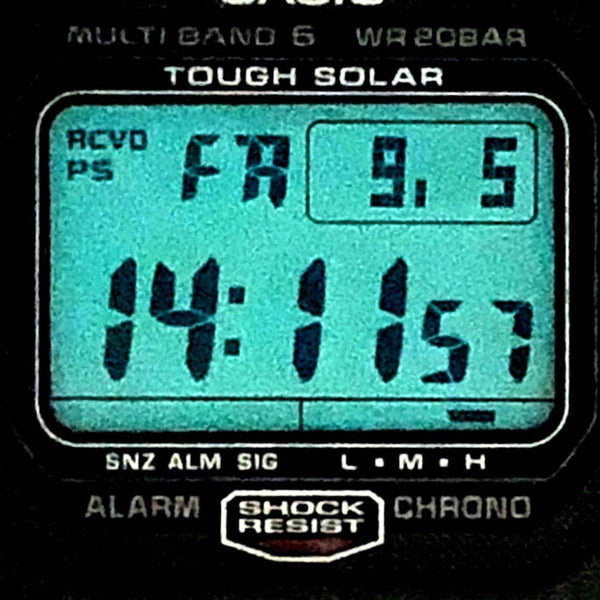 CASIO
MULTI BAND 6 WR20BAR
TOUGH SOLAR
RCVD
PS FR 9. 5
14:11 57
SNZ ALM SIG L • M • H
ALARM SHOCK RESIST CHRONO